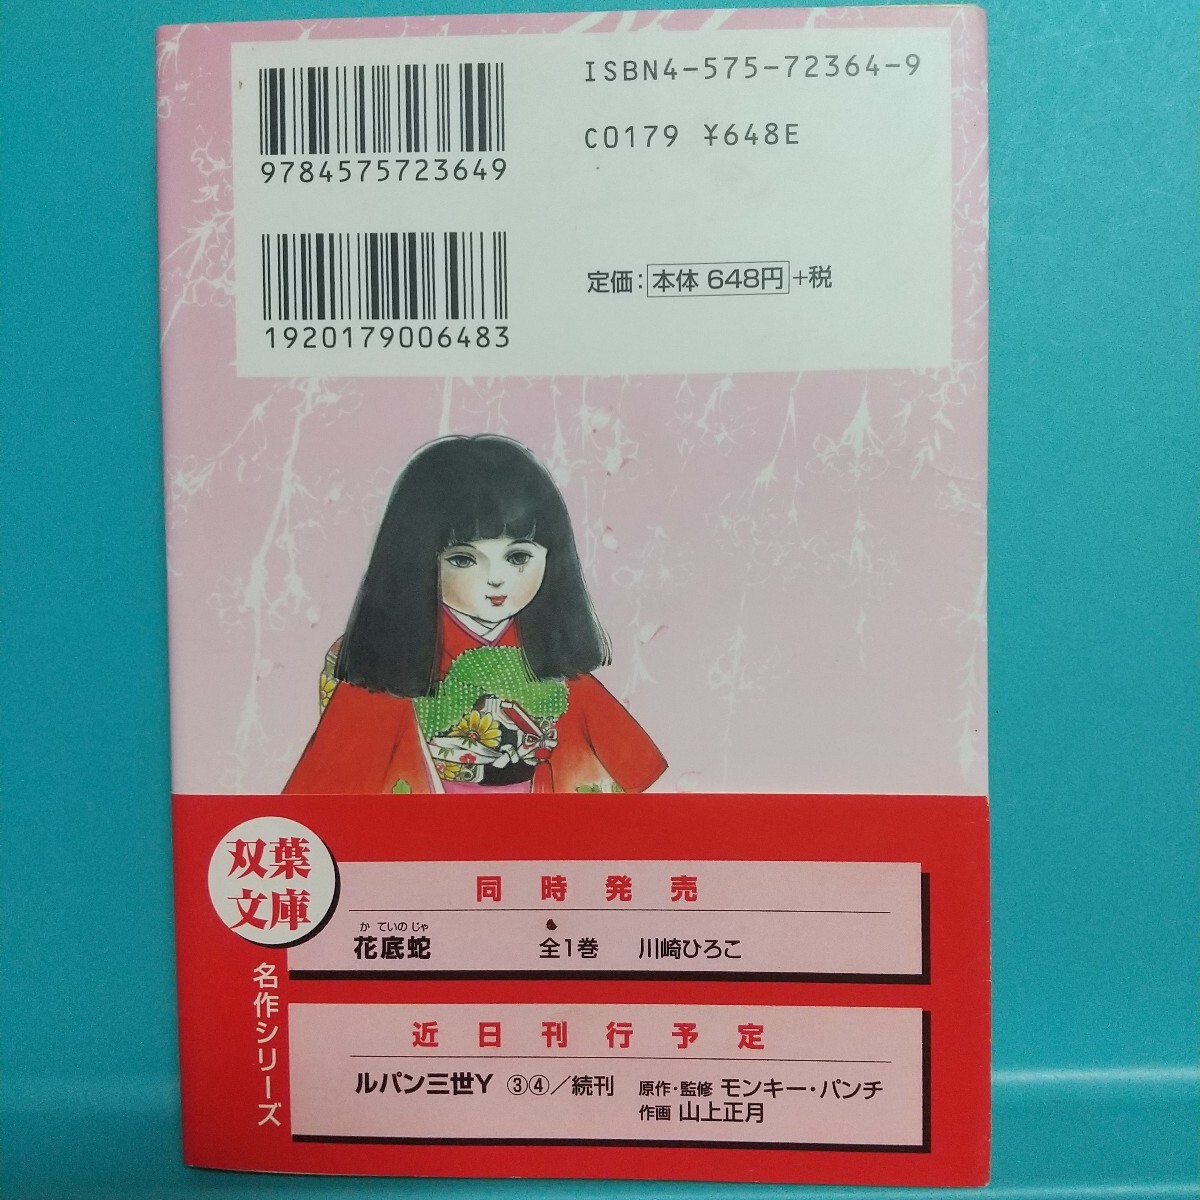 ISBN4-575-72364-9
C0179 ¥648E
9784575723649
定価：本体 648円+税
1920179006483
双葉
文庫
名作シリーズ
同時発売
かていのじゃ
花底蛇 全1巻 川崎ひろこ
近日刊行予定
ルパン三世Y ③④／続刊 原作・監修 モンキー・パンチ
作画 山上正月